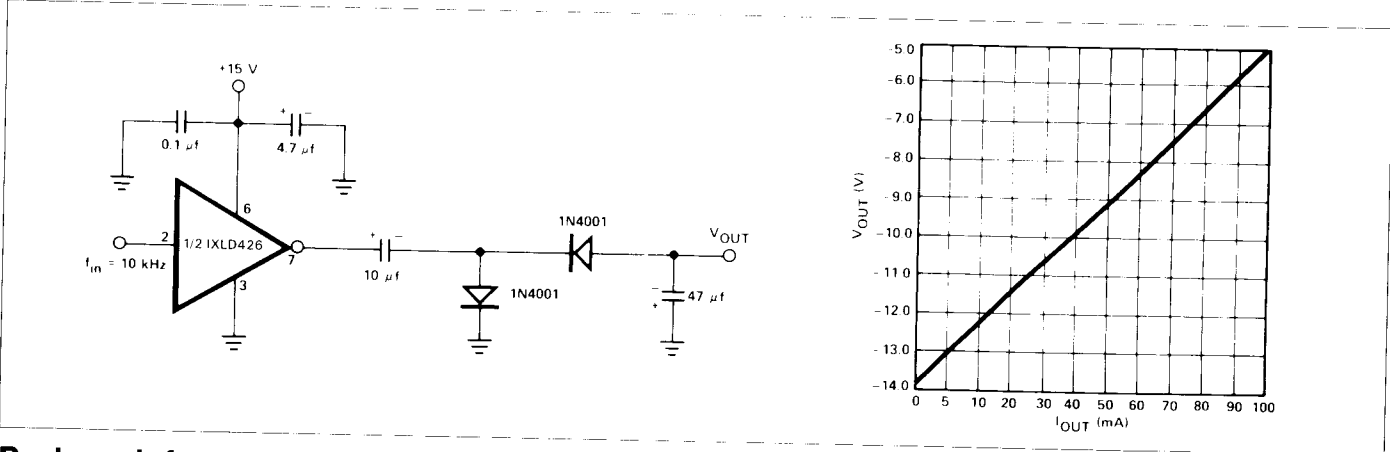 +15 V
+ −
0.1 µf
4.7 µf
6
2
1/2 IXLD426
7
f_in = 10 kHz
3
+ −
10 µf
1N4001
1N4001
V_OUT
−
+
47 µf
-5.0
-6.0
-7.0
-8.0
-9.0
-10.0
-11.0
-12.0
-13.0
-14.0
V_OUT (V)
0 5 10 20 30 40 50 60 70 80 90 100
I_OUT (mA)